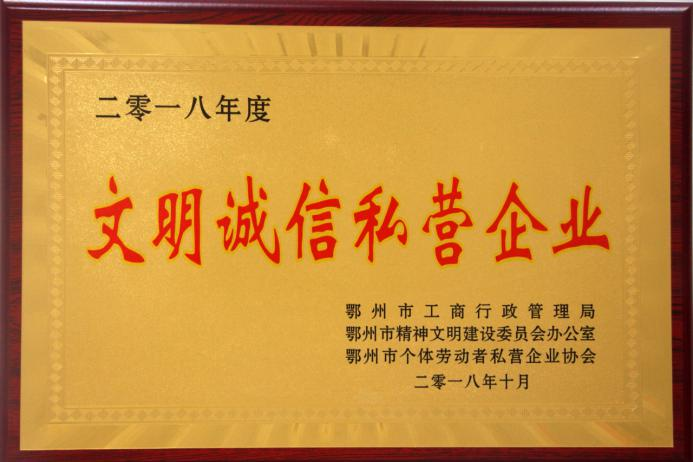 二零一八年度
文明诚信私营企业
鄂州市工商行政管理局
鄂州市精神文明建设委员会办公室
鄂州市个体劳动者私营企业协会
二零一八年十月